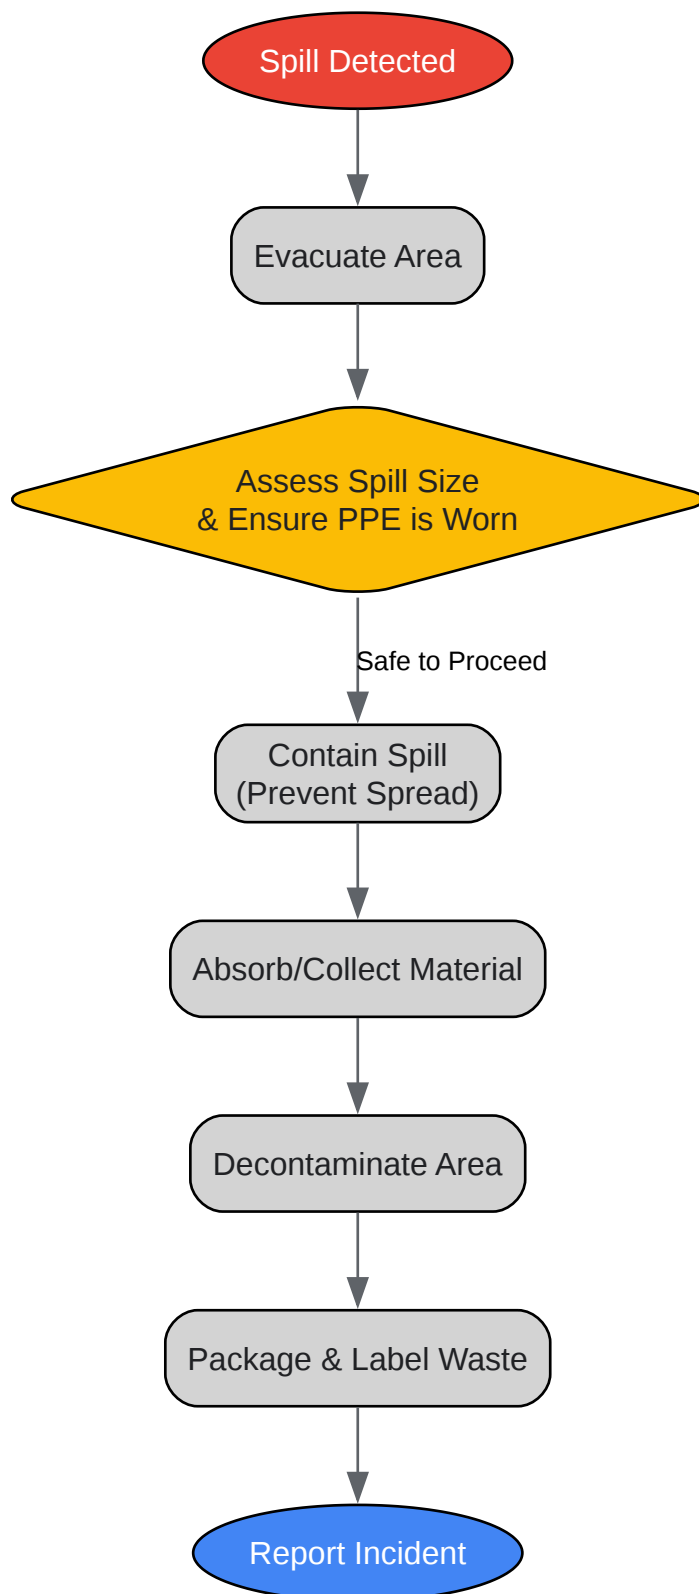 Spill Detected
Evacuate Area
Assess Spill Size
& Ensure PPE is Worn
Safe to Proceed
Contain Spill
(Prevent Spread)
Absorb/Collect Material
Decontaminate Area
Package & Label Waste
Report Incident